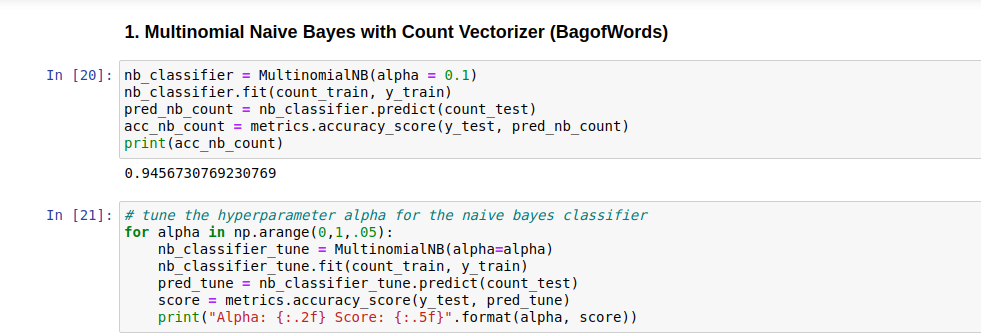 1. Multinomial Naive Bayes with Count Vectorizer (BagofWords)
In [20]: nb_classifier = MultinomialNB(alpha = 0.1)
nb_classifier.fit(count_train, y_train)
pred_nb_count = nb_classifier.predict(count_test)
acc_nb_count = metrics.accuracy_score(y_test, pred_nb_count)
print(acc_nb_count)
0.9456730769230769
In [21]: # tune the hyperparameter alpha for the naive bayes classifier
for alpha in np.arange(0,1,.05):
    nb_classifier_tune = MultinomialNB(alpha=alpha)
    nb_classifier_tune.fit(count_train, y_train)
    pred_tune = nb_classifier_tune.predict(count_test)
    score = metrics.accuracy_score(y_test, pred_tune)
    print("Alpha: {:.2f} Score: {:.5f}".format(alpha, score))